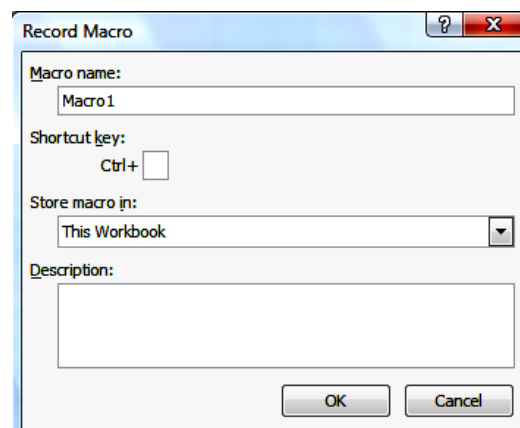 Record Macro
? X
Macro name:
Macro1
Shortcut key:
Ctrl+
Store macro in:
This Workbook
Description:
OK Cancel